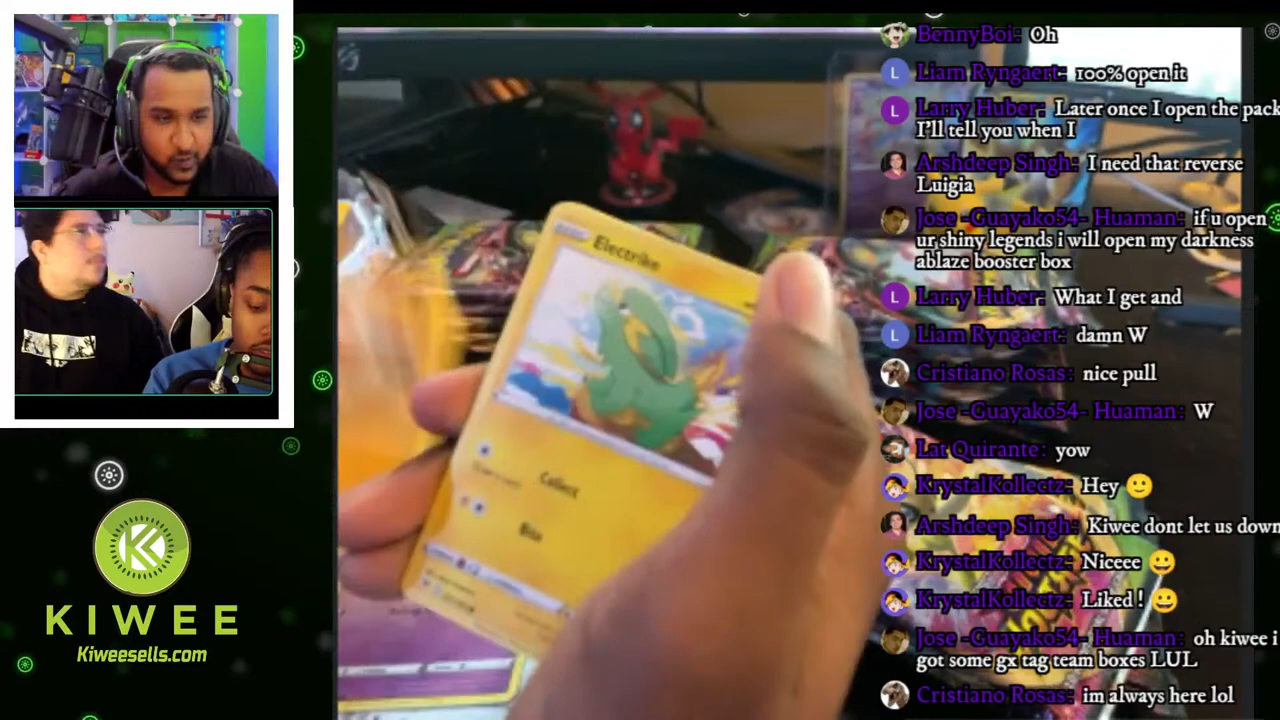 BennyBoi: Oh
Liam Ryngaert: 100% open it
Larry Huber: Later once I open the pack
I'll tell you when I
Arshdeep Singh: I need that reverse
Luigia
Jose -Guayako54- Huaman: if u open
ur shiny legends i will open my darkness
ablaze booster box
Larry Huber: What I get and
Liam Ryngaert: damn W
Cristiano Rosas: nice pull
Jose -Guayako54- Huaman: W
Lat Quirante: yow
KrystalKollectz: Hey 🙂
Arshdeep Singh: Kiwee dont let us down
KrystalKollectz: Niceee 😀
KrystalKollectz: Liked ! 😀
Jose -Guayako54- Huaman: oh kiwee i
got some gx tag team boxes LUL
Cristiano Rosas: im always here lol
Electrike
Collect
Bite
K
KIWEE
Kiweesells.com